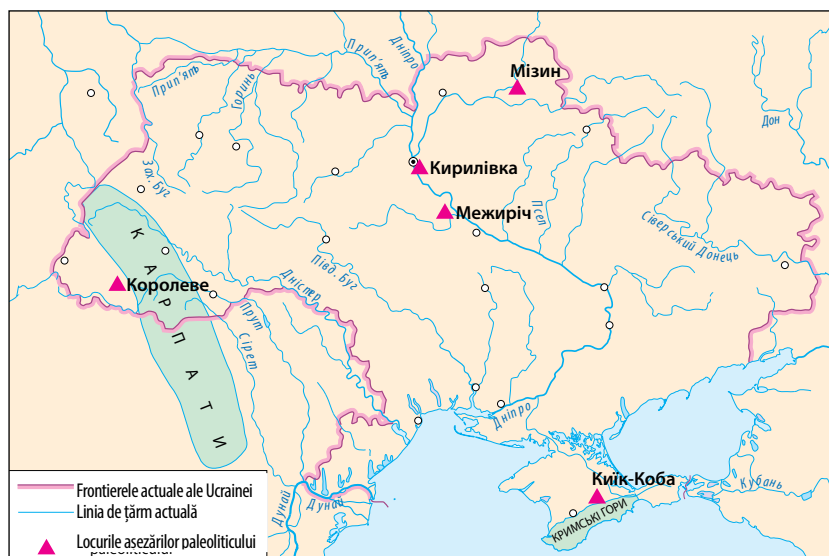 Прип'ять
Дніпро
Прип'ять
Горинь
Мізин
Дон
Кирилівка
Зах. Буг
Межиріч
Псел
Сіверський Донець
КАРПАТИ
Півд. Буг
Королеве
Дністер
Прут
Сірет
Дніпро
Київ-Коба
Кубань
КРИМСЬКІ ГОРИ
Дунай
Дунай
Frontierele actuale ale Ucrainei
Linia de țărm actuală
Locurile așezărilor paleoliticului
paleoliticului